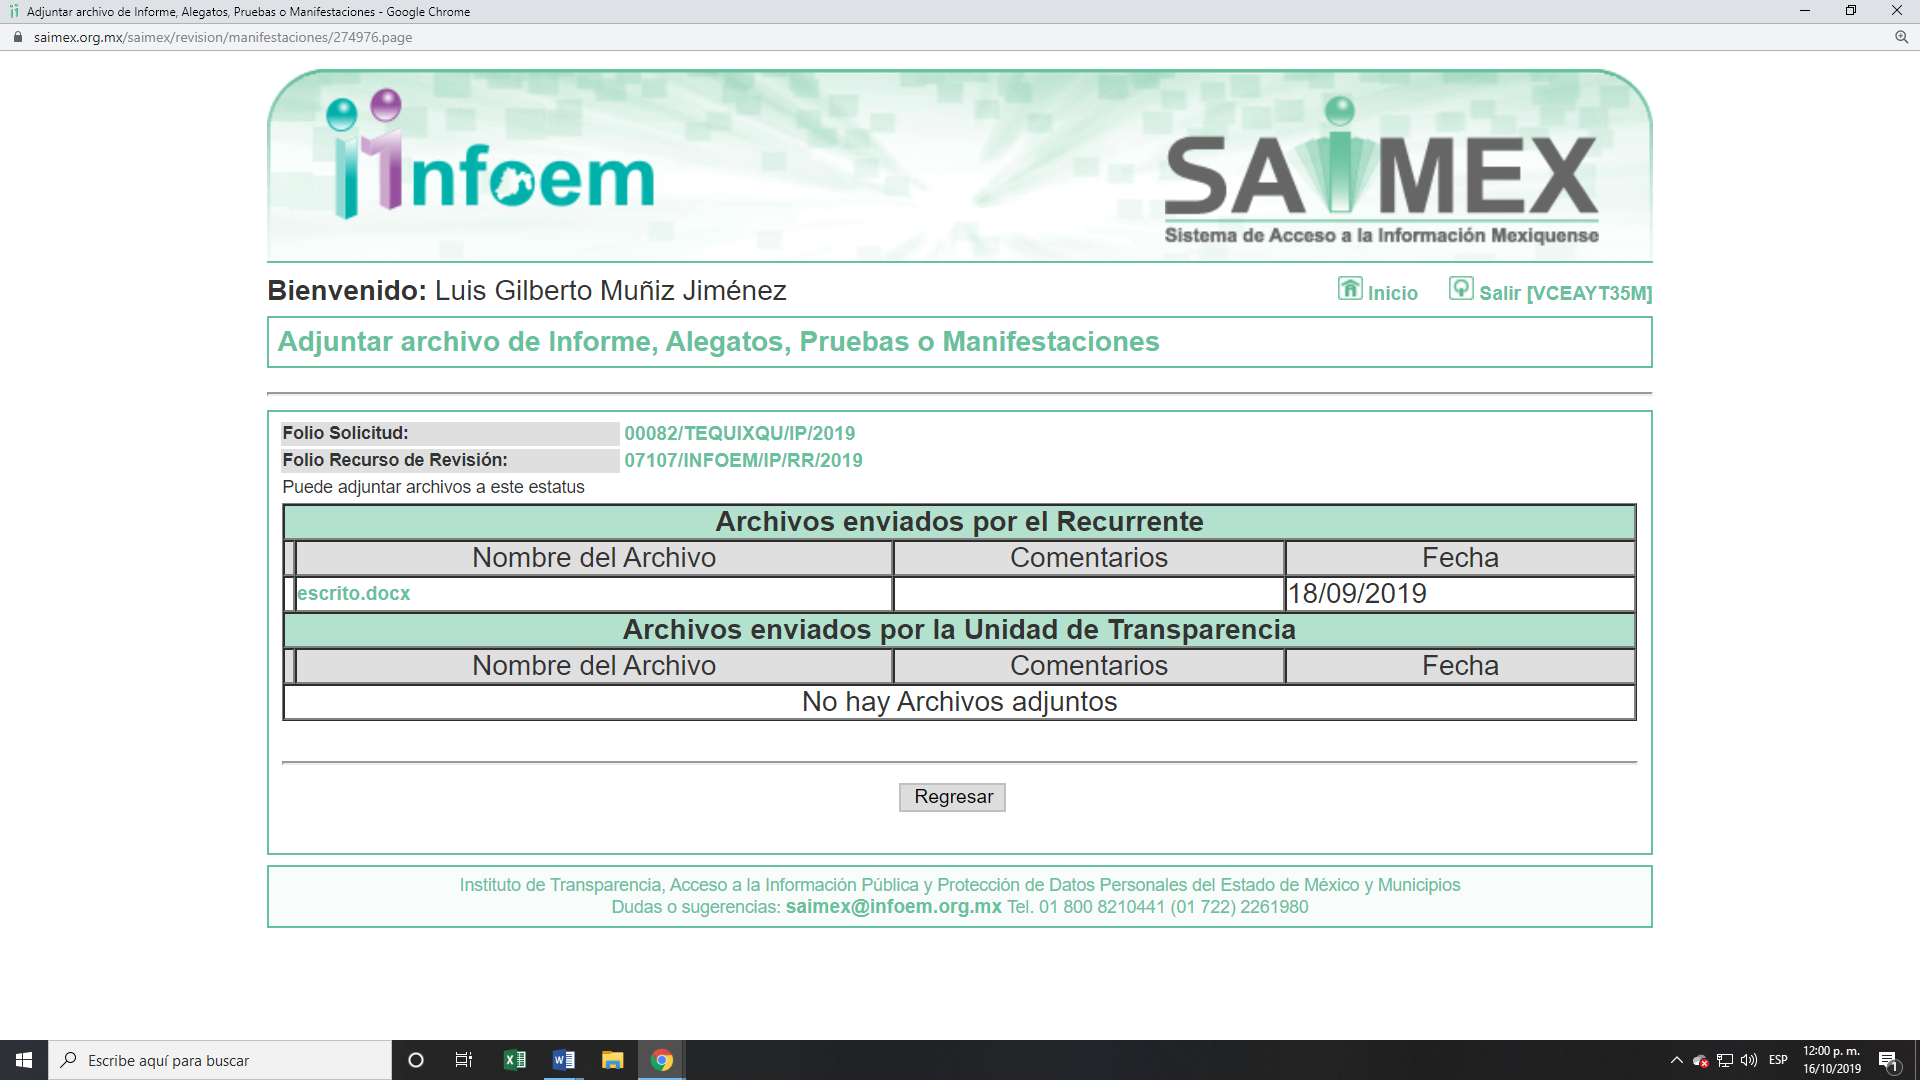 Adjuntar archivo de Informe, Alegatos, Pruebas o Manifestaciones - Google Chrome
saimex.org.mx/saimex/revision/manifestaciones/274976.page
infoem
SAIMEX
Sistema de Acceso a la Información Mexiquense
Bienvenido: Luis Gilberto Muñiz Jiménez
Inicio Salir [VCEAYT35M]
Adjuntar archivo de Informe, Alegatos, Pruebas o Manifestaciones
Folio Solicitud: 00082/TEQUIXQU/IP/2019
Folio Recurso de Revisión: 07107/INFOEM/IP/RR/2019
Puede adjuntar archivos a este estatus
Archivos enviados por el Recurrente
Nombre del Archivo Comentarios Fecha
escrito.docx 18/09/2019
Archivos enviados por la Unidad de Transparencia
Nombre del Archivo Comentarios Fecha
No hay Archivos adjuntos
Regresar
Instituto de Transparencia, Acceso a la Información Pública y Protección de Datos Personales del Estado de México y Municipios
Dudas o sugerencias: saimex@infoem.org.mx Tel. 01 800 8210441 (01 722) 2261980
Escribe aquí para buscar
ESP
12:00 p. m.
16/10/2019
1